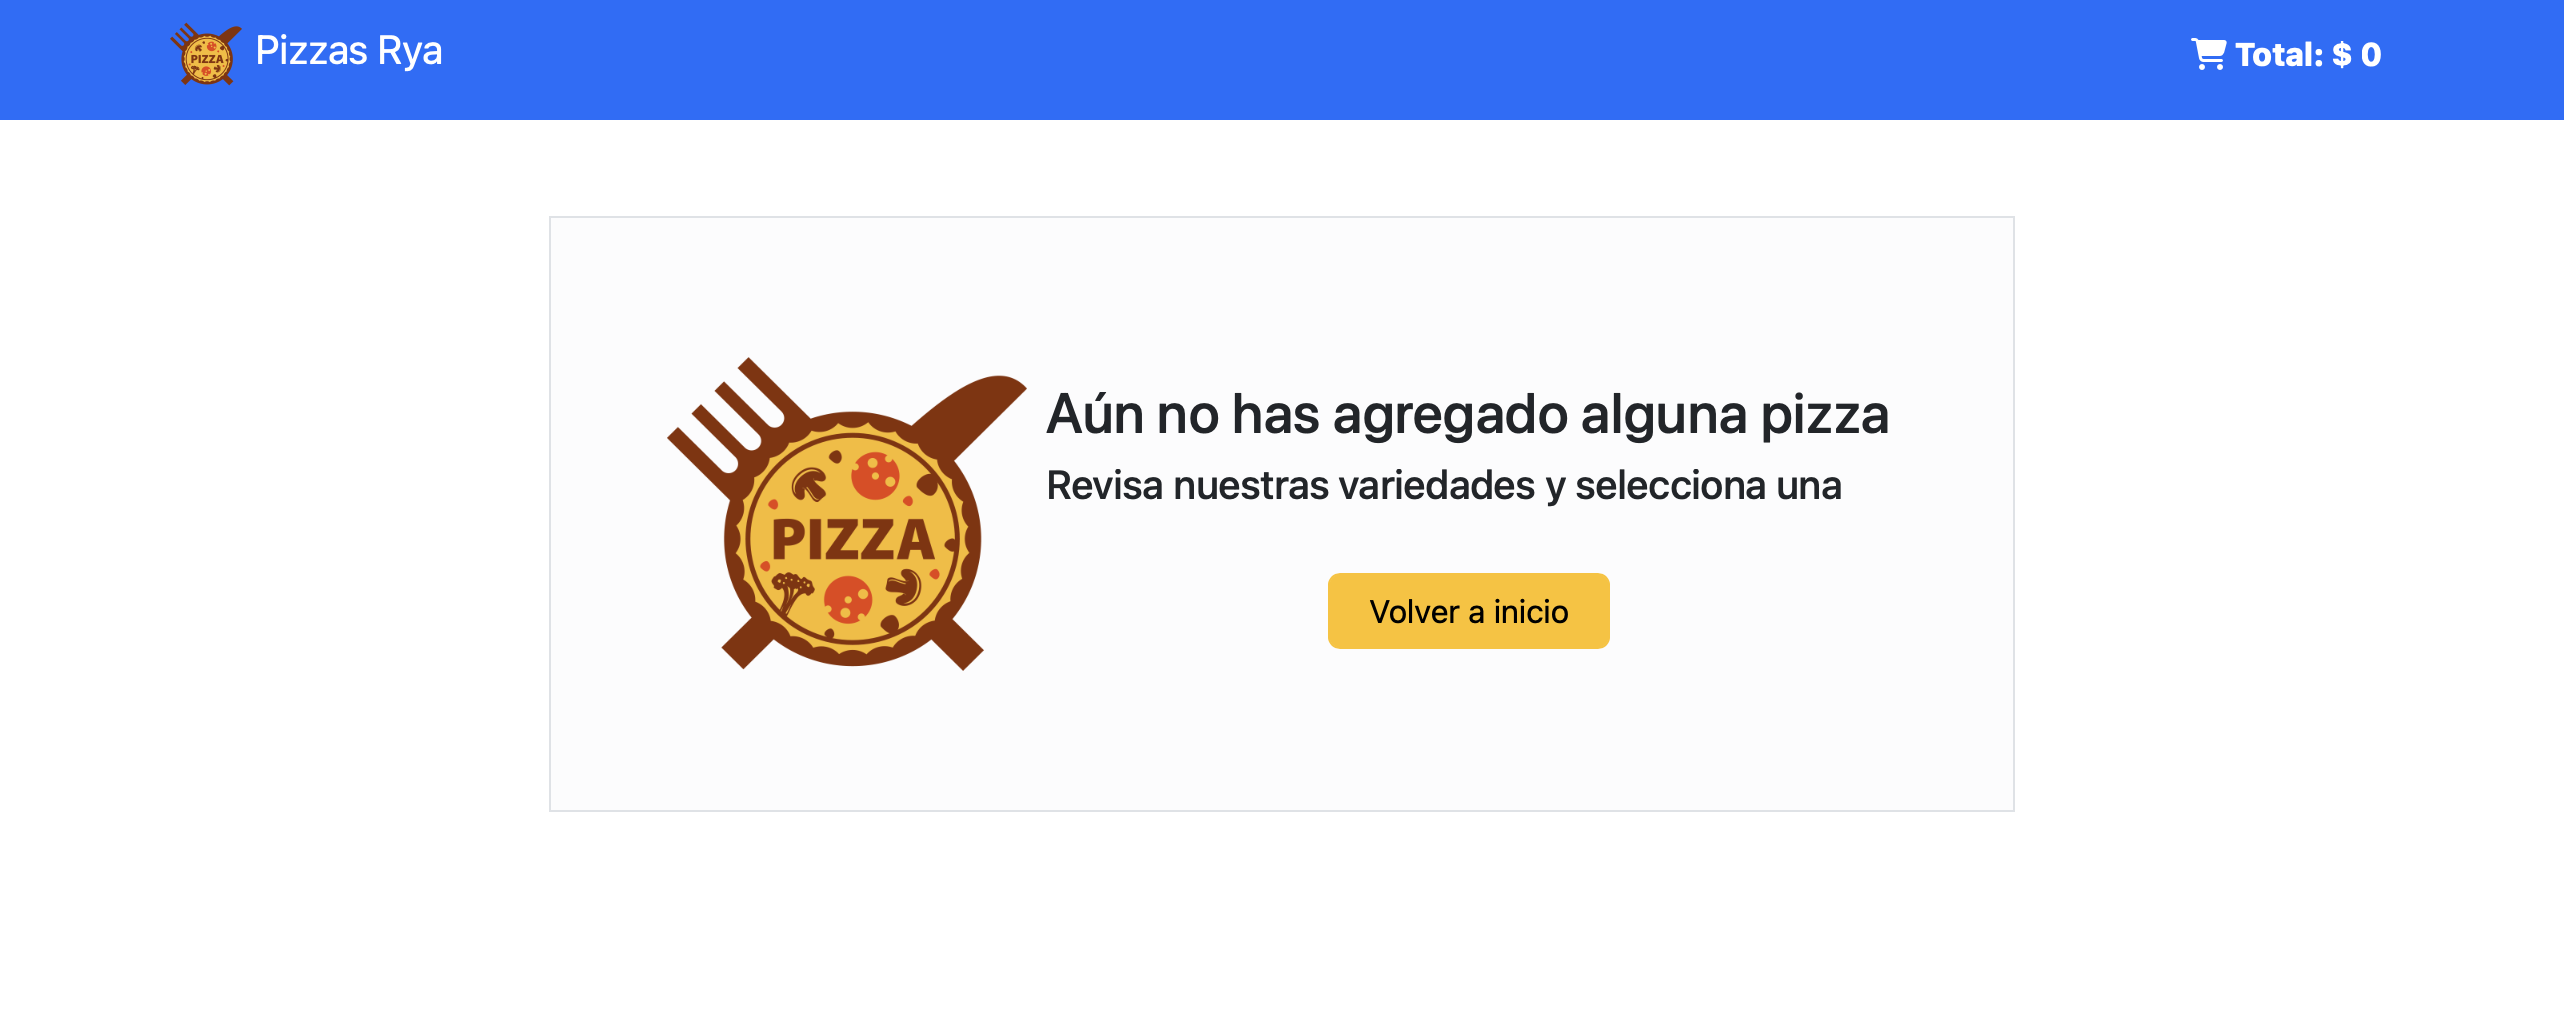 PIZZA
Pizzas Rya
Total: $ 0
PIZZA
Aún no has agregado alguna pizza
Revisa nuestras variedades y selecciona una
Volver a inicio